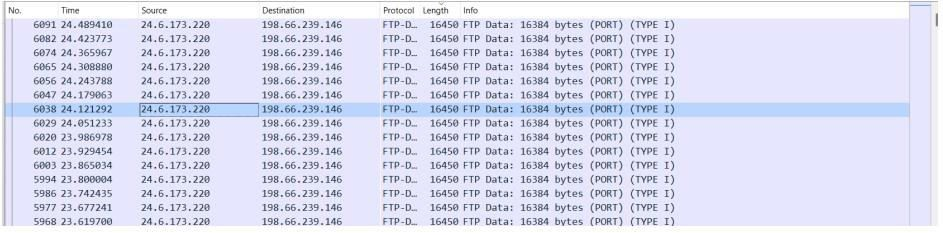 No. Time Source Destination Protocol Length Info
6091 24.489410 24.6.173.220 198.66.239.146 FTP-D… 16450 FTP Data: 16384 bytes (PORT) (TYPE I)
6082 24.423773 24.6.173.220 198.66.239.146 FTP-D… 16450 FTP Data: 16384 bytes (PORT) (TYPE I)
6074 24.365967 24.6.173.220 198.66.239.146 FTP-D… 16450 FTP Data: 16384 bytes (PORT) (TYPE I)
6065 24.308880 24.6.173.220 198.66.239.146 FTP-D… 16450 FTP Data: 16384 bytes (PORT) (TYPE I)
6056 24.243788 24.6.173.220 198.66.239.146 FTP-D… 16450 FTP Data: 16384 bytes (PORT) (TYPE I)
6047 24.179063 24.6.173.220 198.66.239.146 FTP-D… 16450 FTP Data: 16384 bytes (PORT) (TYPE I)
6038 24.121292 24.6.173.220 198.66.239.146 FTP-D… 16450 FTP Data: 16384 bytes (PORT) (TYPE I)
6029 24.051233 24.6.173.220 198.66.239.146 FTP-D… 16450 FTP Data: 16384 bytes (PORT) (TYPE I)
6020 23.986978 24.6.173.220 198.66.239.146 FTP-D… 16450 FTP Data: 16384 bytes (PORT) (TYPE I)
6012 23.929454 24.6.173.220 198.66.239.146 FTP-D… 16450 FTP Data: 16384 bytes (PORT) (TYPE I)
6003 23.865034 24.6.173.220 198.66.239.146 FTP-D… 16450 FTP Data: 16384 bytes (PORT) (TYPE I)
5994 23.800004 24.6.173.220 198.66.239.146 FTP-D… 16450 FTP Data: 16384 bytes (PORT) (TYPE I)
5986 23.742435 24.6.173.220 198.66.239.146 FTP-D… 16450 FTP Data: 16384 bytes (PORT) (TYPE I)
5977 23.677241 24.6.173.220 198.66.239.146 FTP-D… 16450 FTP Data: 16384 bytes (PORT) (TYPE I)
5968 23.619700 24.6.173.220 198.66.239.146 FTP-D… 16450 FTP Data: 16384 bytes (PORT) (TYPE I)